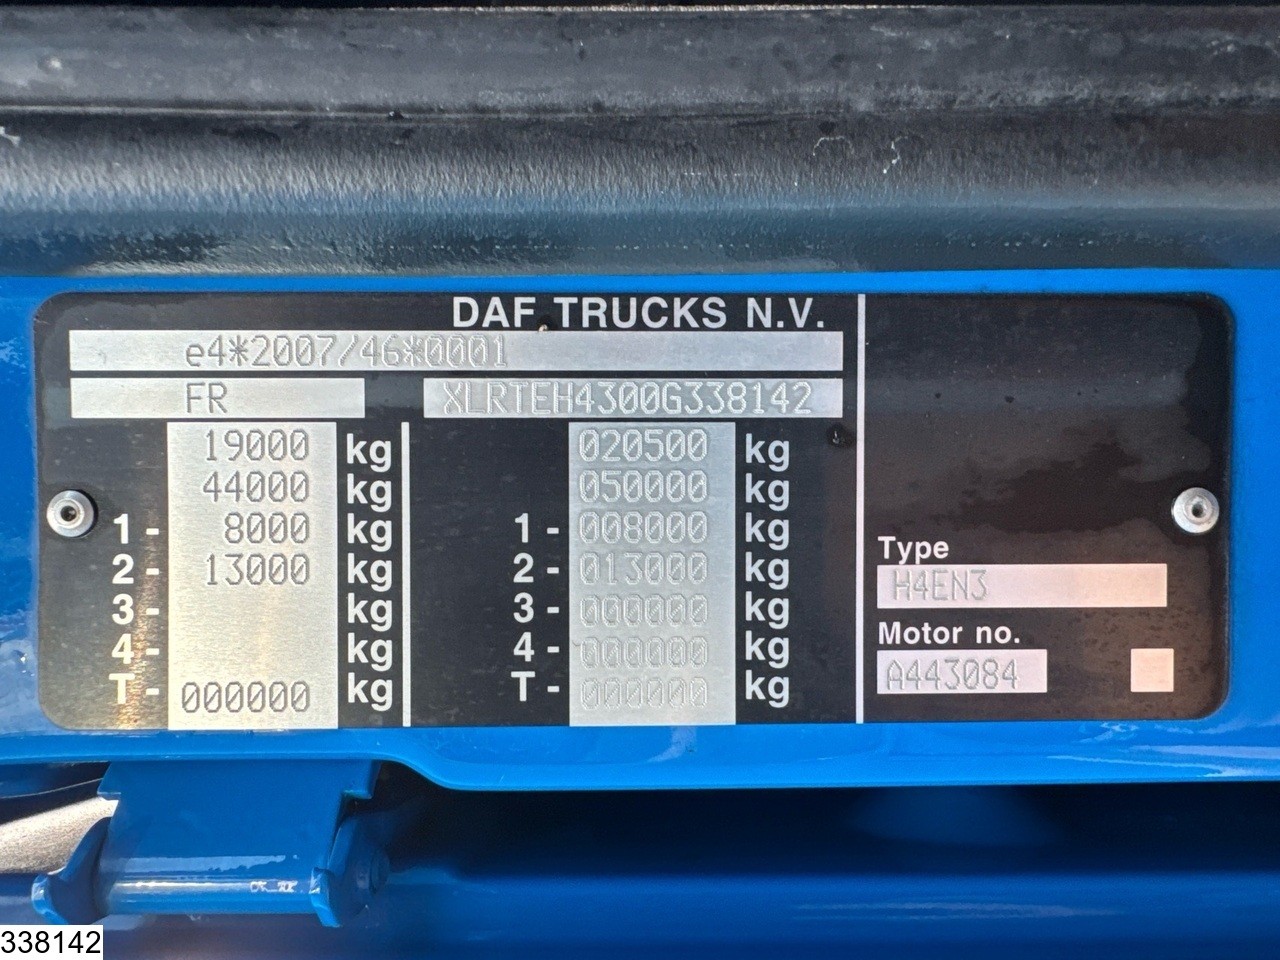 DAF TRUCKS N.V.
e4*2007/46*0001
FR XLRTEH4300G338142
19000 kg 020500 kg
44000 kg 050000 kg
1 - 8000 kg 1 - 008000 kg
2 - 13000 kg 2 - 013000 kg
3 - kg 3 - 000000 kg
4 - kg 4 - 000000 kg
T - 000000 kg T - 000000 kg
Type
H4EN3
Motor no.
A443084
338142